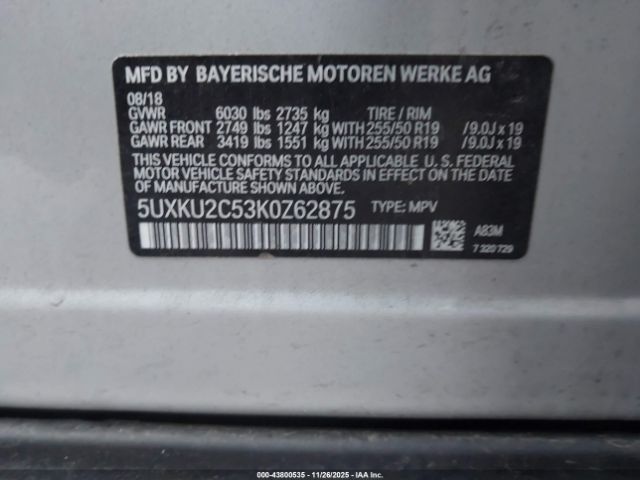 MFD BY BAYERISCHE MOTOREN WERKE AG
08/18
GVWR 6030 lbs 2735 kg TIRE / RIM
GAWR FRONT 2749 lbs 1247 kg WITH 255/50 R19 / 9.0J x 19
GAWR REAR 3419 lbs 1551 kg WITH 255/50 R19 / 9.0J x 19
THIS VEHICLE CONFORMS TO ALL APPLICABLE U. S. FEDERAL
MOTOR VEHICLE SAFETY STANDARDS IN EFFECT ON THE
DATE OF MANUFACTURE SHOWN ABOVE.
5UXKU2C53K0Z62875 TYPE: MPV
A83M
7 320 729
000-43800535 | 11/26/2025 | IAA Inc.